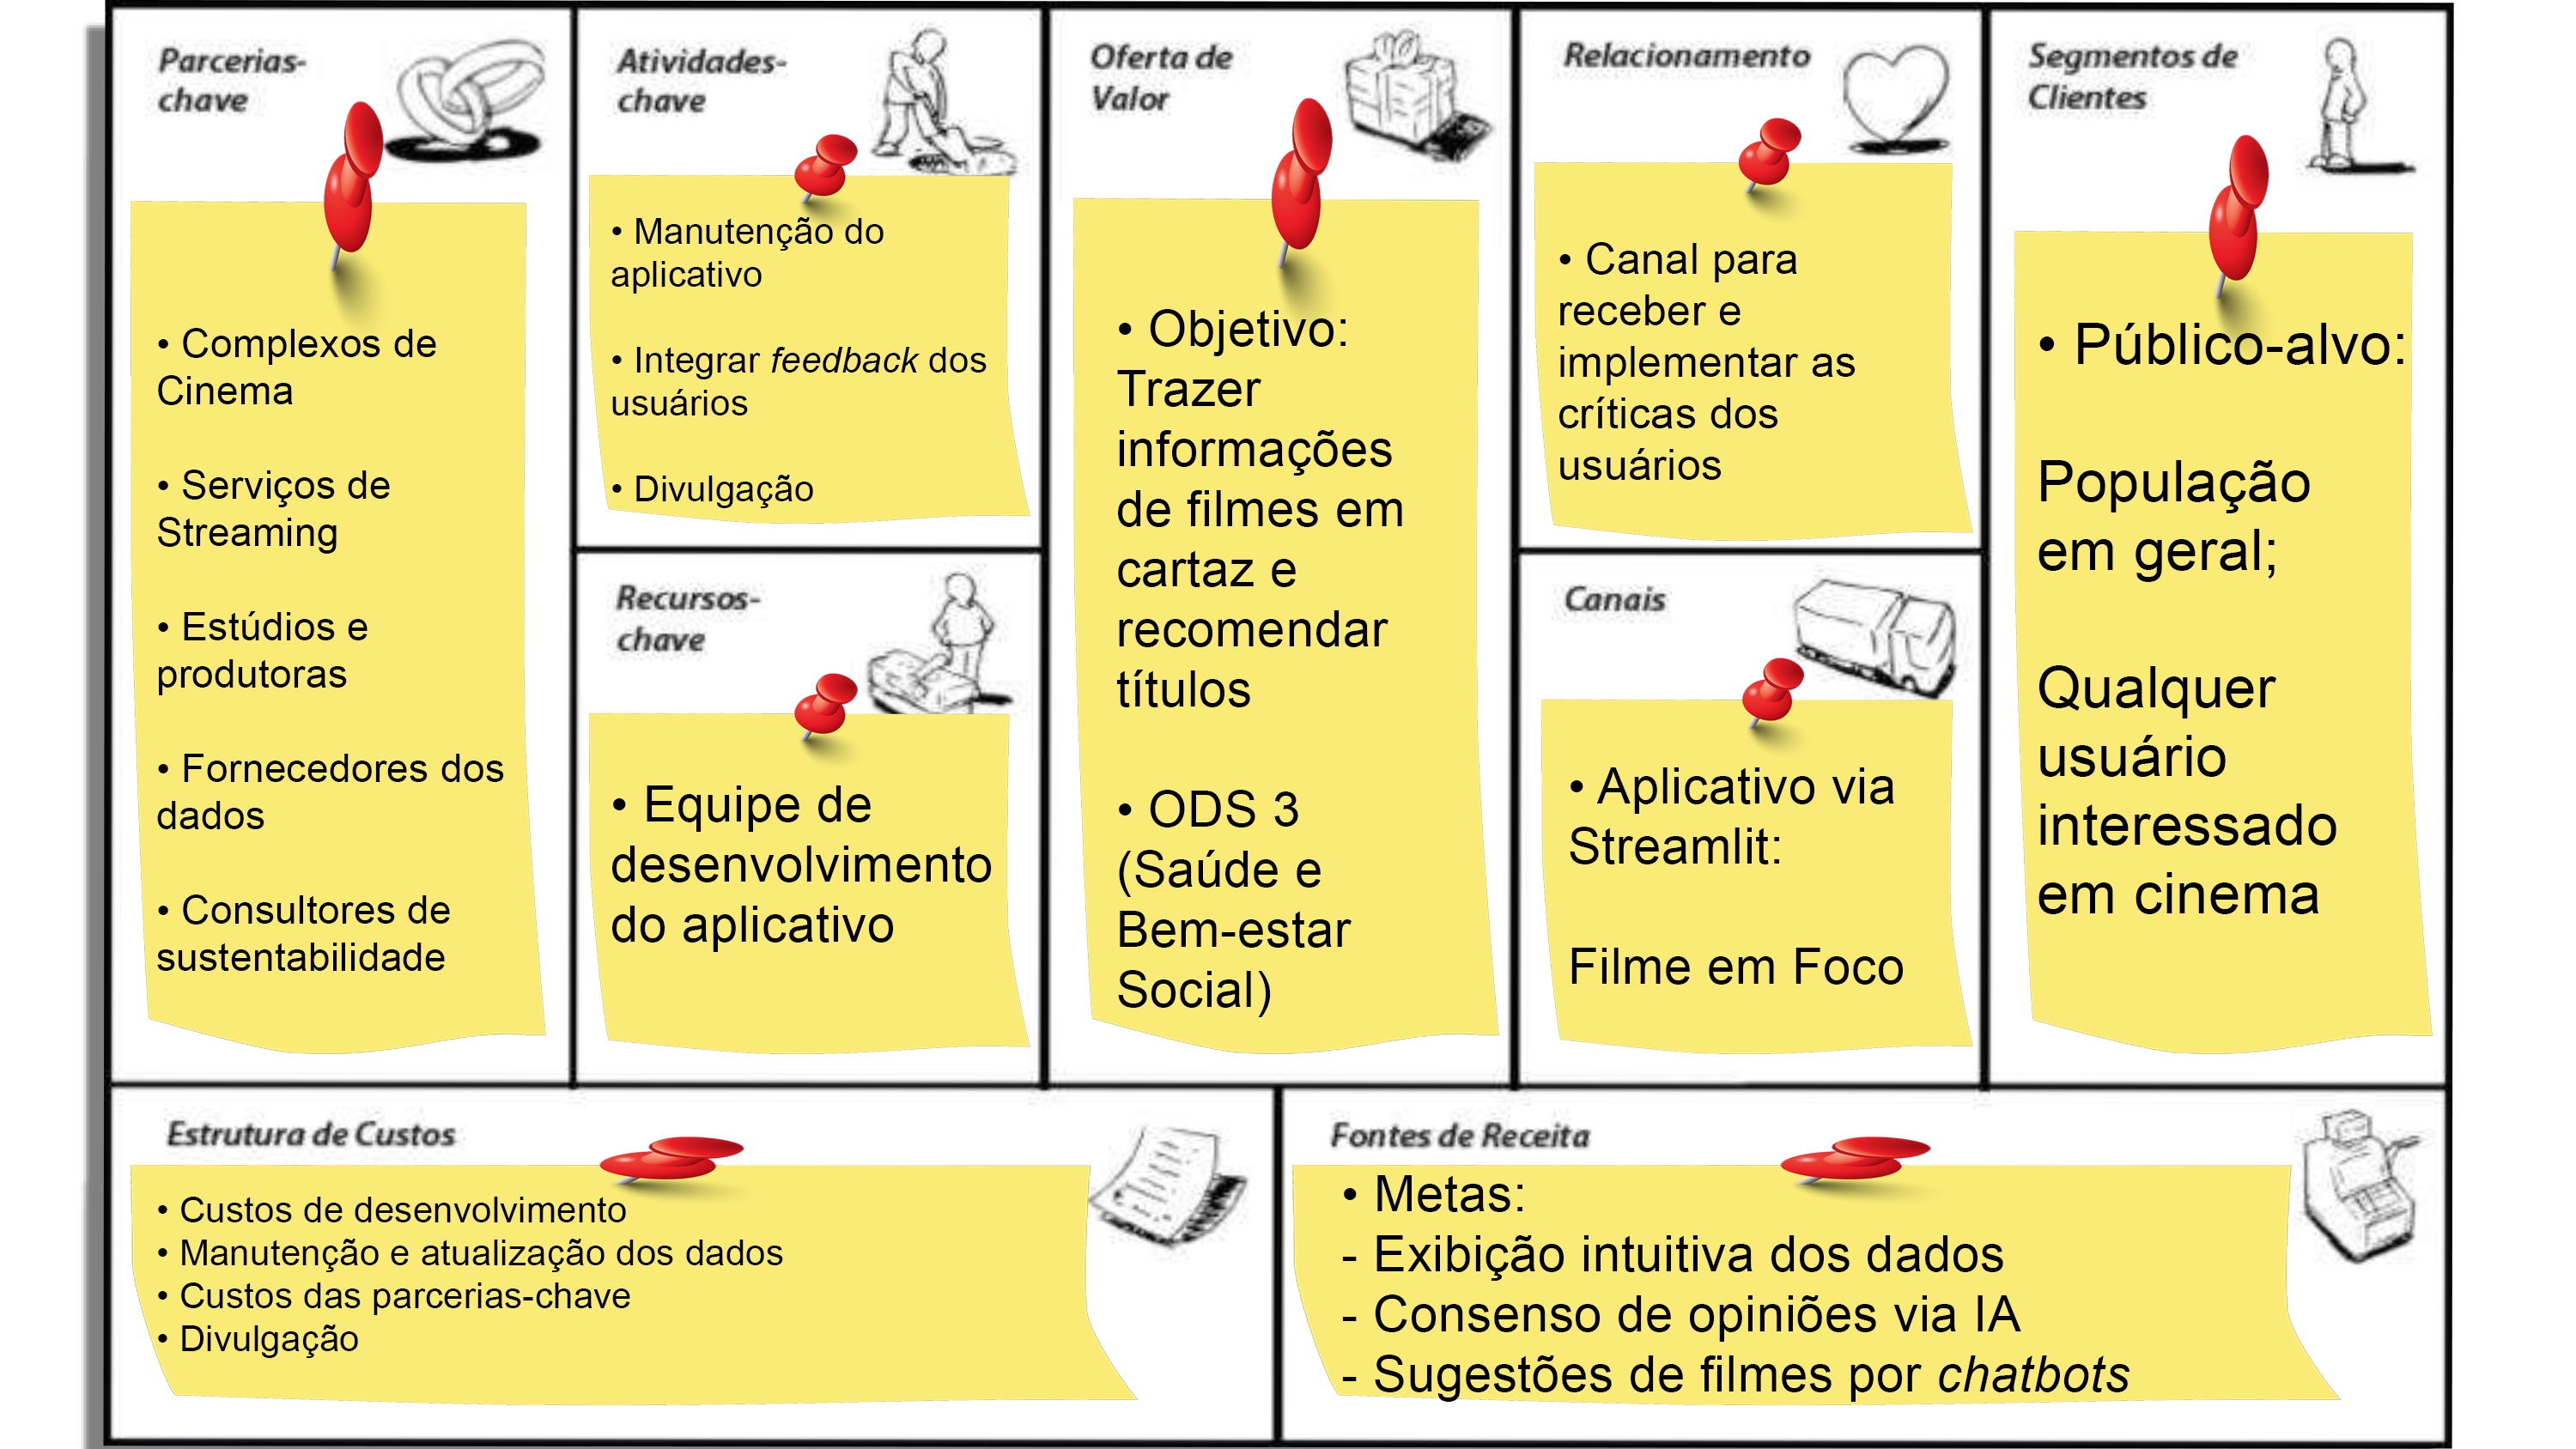 Parcerias-
chave
• Complexos de
Cinema
• Serviços de
Streaming
• Estúdios e
produtoras
• Fornecedores dos
dados
• Consultores de
sustentabilidade
Atividades-
chave
• Manutenção do
aplicativo
• Integrar feedback dos
usuários
• Divulgação
Recursos-
chave
• Equipe de
desenvolvimento
do aplicativo
Oferta de
Valor
• Objetivo:
Trazer
informações
de filmes em
cartaz e
recomendar
títulos
• ODS 3
(Saúde e
Bem-estar
Social)
Relacionamento
• Canal para
receber e
implementar as
críticas dos
usuários
Canais
• Aplicativo via
Streamlit:
Filme em Foco
Segmentos de
Clientes
• Público-alvo:
População
em geral;
Qualquer
usuário
interessado
em cinema
Estrutura de Custos
• Custos de desenvolvimento
• Manutenção e atualização dos dados
• Custos das parcerias-chave
• Divulgação
Fontes de Receita
• Metas:
- Exibição intuitiva dos dados
- Consenso de opiniões via IA
- Sugestões de filmes por chatbots